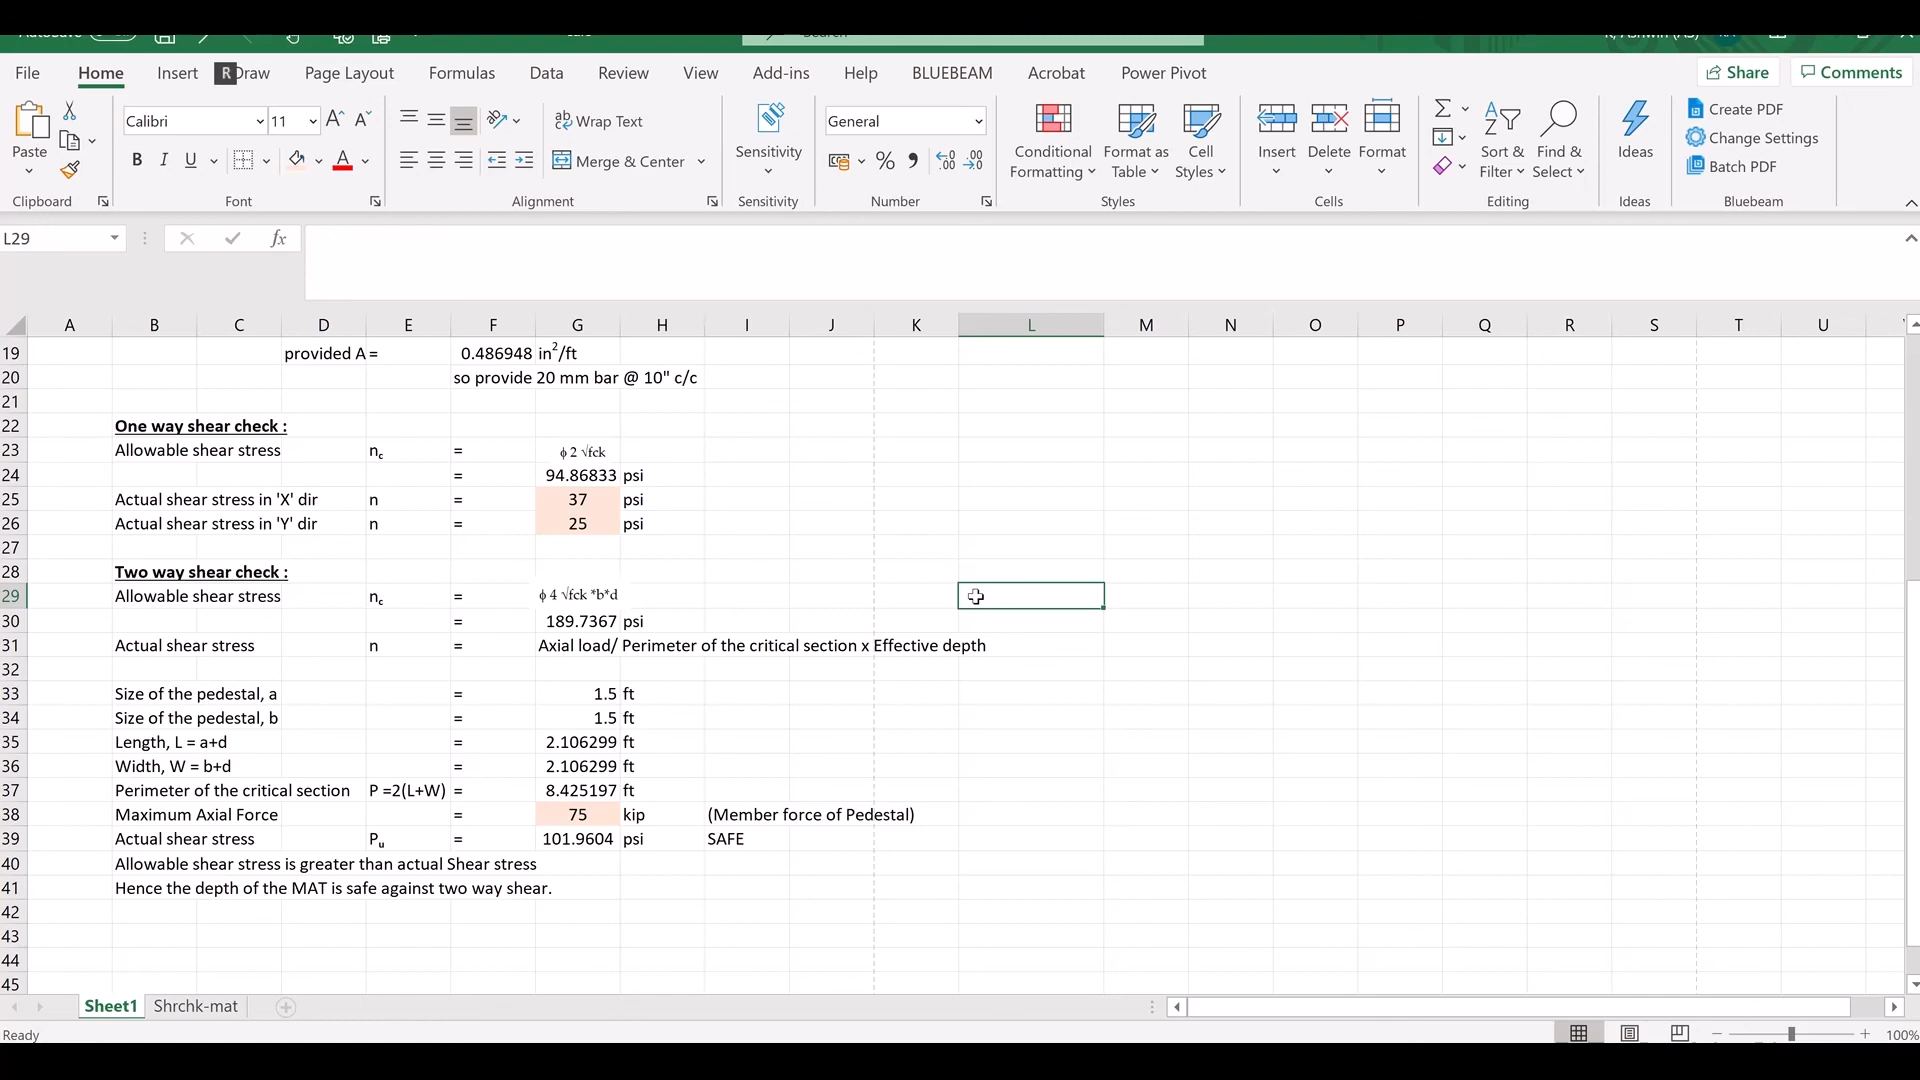 File Home Insert R Draw Page Layout Formulas Data Review View Add-ins Help BLUEBEAM Acrobat Power Pivot Share Comments
Paste
Clipboard
Calibri 11
B I U A
Font
Wrap Text
Merge & Center
Alignment
Sensitivity
Sensitivity
General
% .00
Number
Conditional Formatting
Format as Table
Cell Styles
Styles
Insert Delete Format
Cells
Sort & Filter
Find & Select
Editing
Ideas
Ideas
Create PDF
Change Settings
Batch PDF
Bluebeam
L29 fx
A B C D E F G H I J K L M N O P Q R S T U
19 provided A = 0.486948 in²/ft
20 so provide 20 mm bar @ 10" c/c
21
22 One way shear check :
23 Allowable shear stress nc = ϕ 2 √fck
24 = 94.86833 psi
25 Actual shear stress in 'X' dir n = 37 psi
26 Actual shear stress in 'Y' dir n = 25 psi
27
28 Two way shear check :
29 Allowable shear stress nc = ϕ 4 √fck *b*d
30 = 189.7367 psi
31 Actual shear stress n = Axial load/ Perimeter of the critical section x Effective depth
32
33 Size of the pedestal, a = 1.5 ft
34 Size of the pedestal, b = 1.5 ft
35 Length, L = a+d = 2.106299 ft
36 Width, W = b+d = 2.106299 ft
37 Perimeter of the critical section P =2(L+W) = 8.425197 ft
38 Maximum Axial Force = 75 kip (Member force of Pedestal)
39 Actual shear stress Pu = 101.9604 psi SAFE
40 Allowable shear stress is greater than actual Shear stress
41 Hence the depth of the MAT is safe against two way shear.
42
43
44
45
Sheet1 Shrchk-mat
Ready 100%